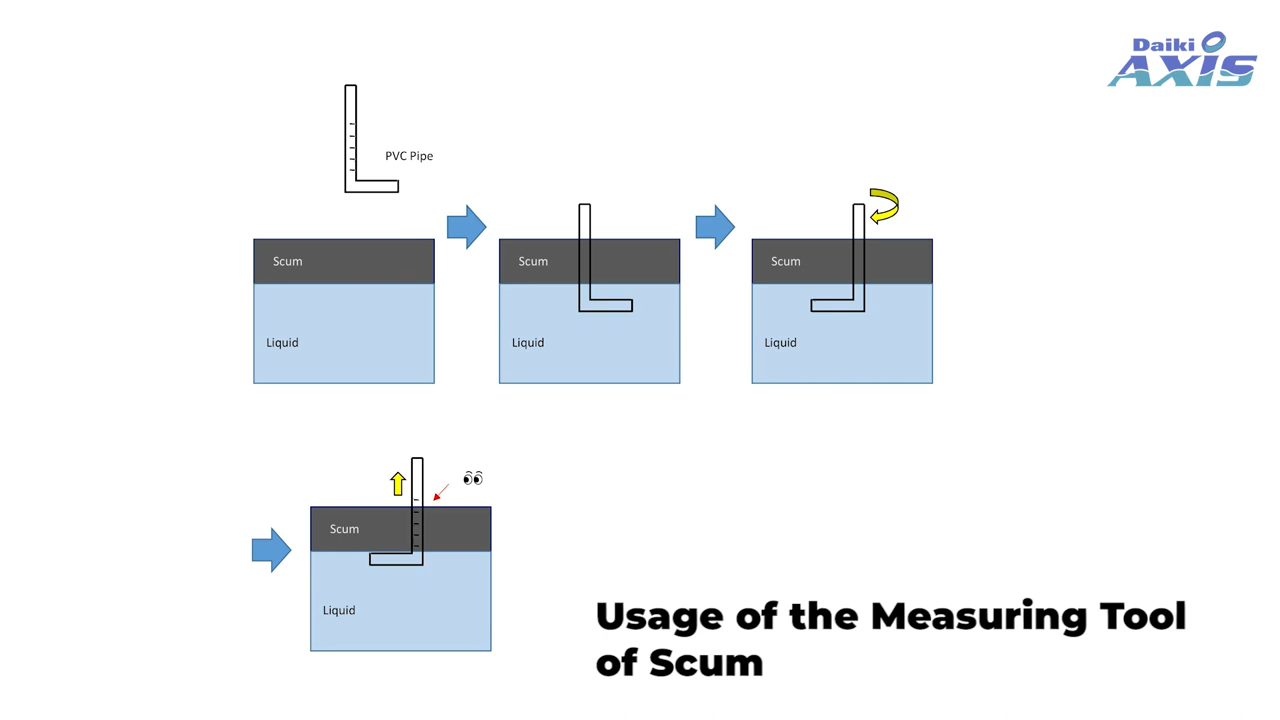 Daiki
AXIS
PVC Pipe
Scum
Liquid
Scum
Liquid
Scum
Liquid
Scum
Liquid
Usage of the Measuring Tool
of Scum